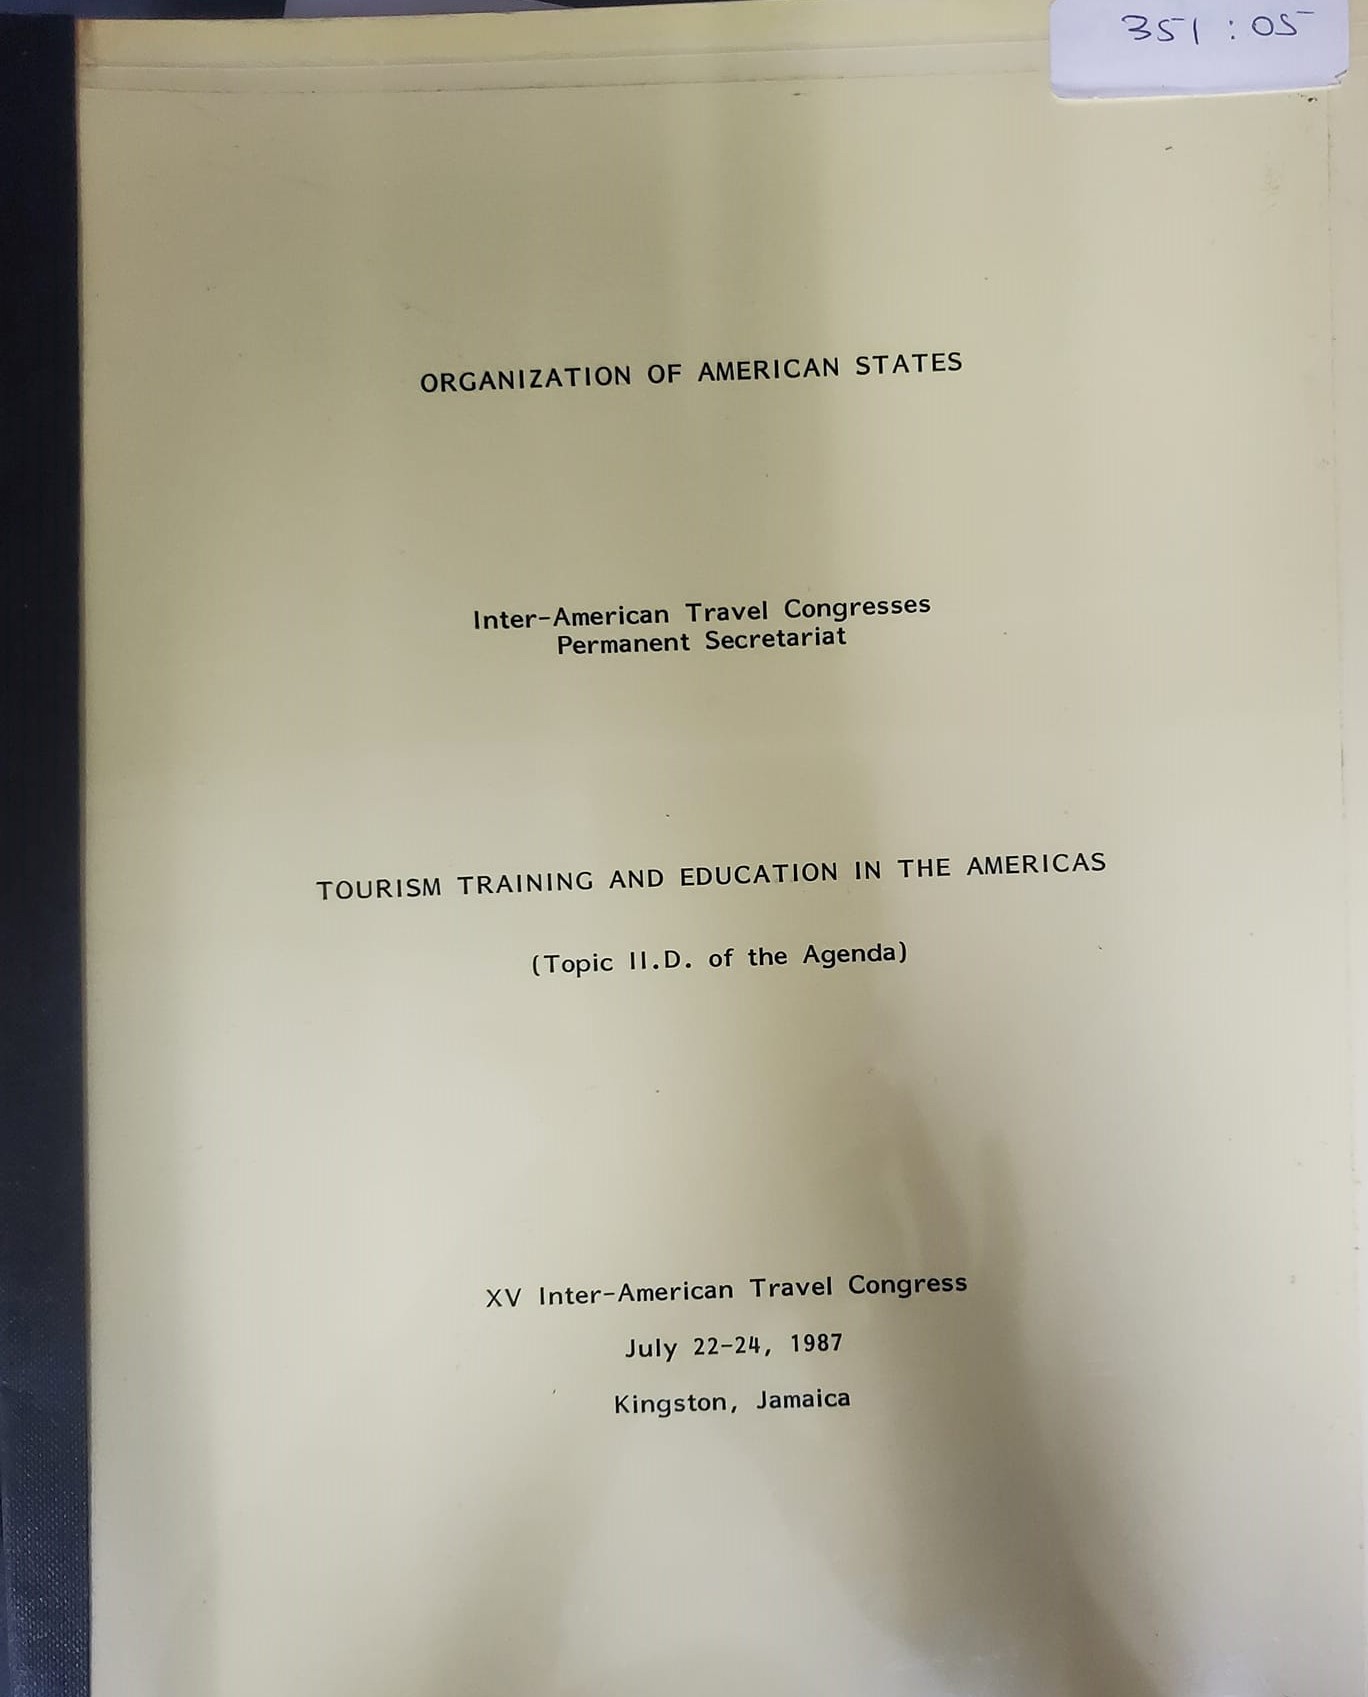 351 : 05
ORGANIZATION OF AMERICAN STATES
Inter-American Travel Congresses
Permanent Secretariat
TOURISM TRAINING AND EDUCATION IN THE AMERICAS
(Topic II.D. of the Agenda)
XV Inter-American Travel Congress
July 22-24, 1987
Kingston, Jamaica